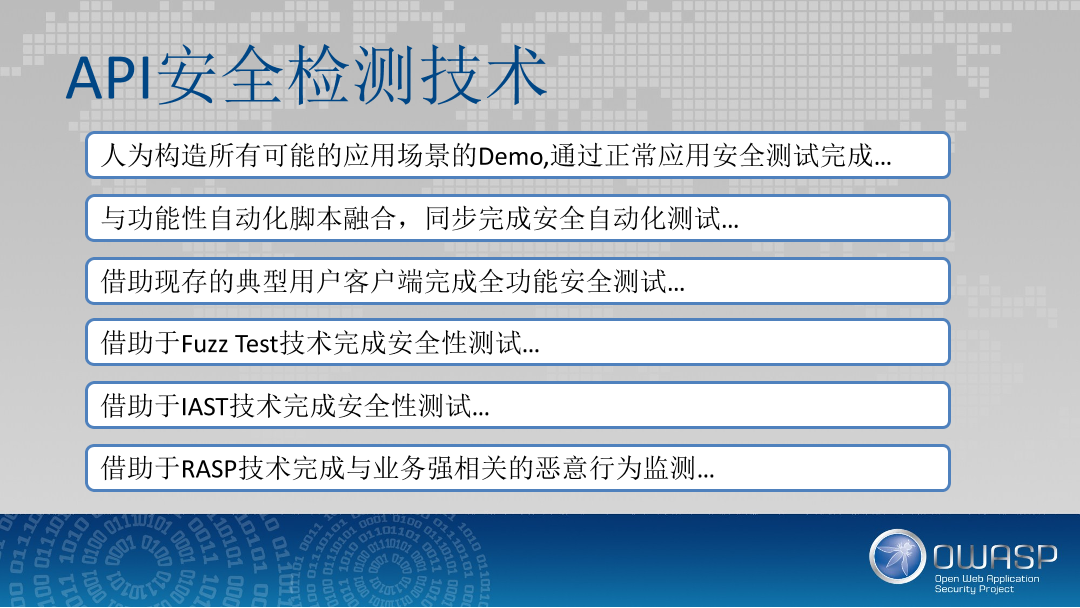 API安全检测技术
人为构造所有可能的应用场景的Demo,通过正常应用安全测试完成…
与功能性自动化脚本融合，同步完成安全自动化测试…
借助现存的典型用户客户端完成全功能安全测试…
借助于Fuzz Test技术完成安全性测试…
借助于IAST技术完成安全性测试…
借助于RASP技术完成与业务强相关的恶意行为监测…
OWASP
Open Web Application
Security Project